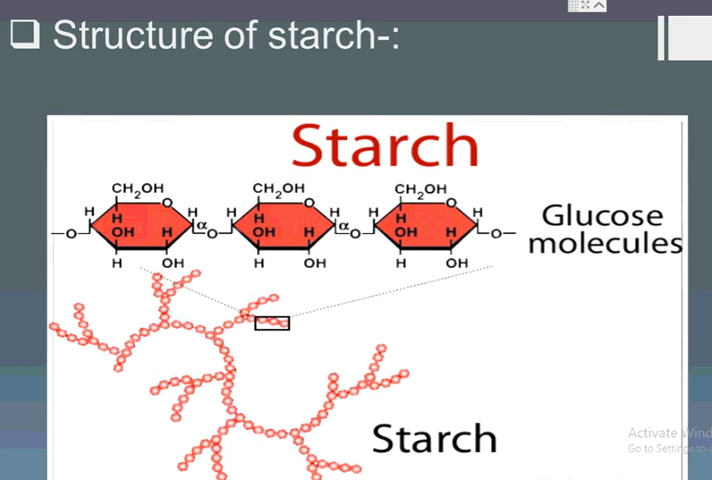 Structure of starch-:
Starch
CH2OH CH2OH CH2OH
H O H H O H H O H
H H H
—O OH H α O OH H α O OH H O—
H OH H OH H OH
Glucose
molecules
Starch
Activate Wind
Go to Settings to a